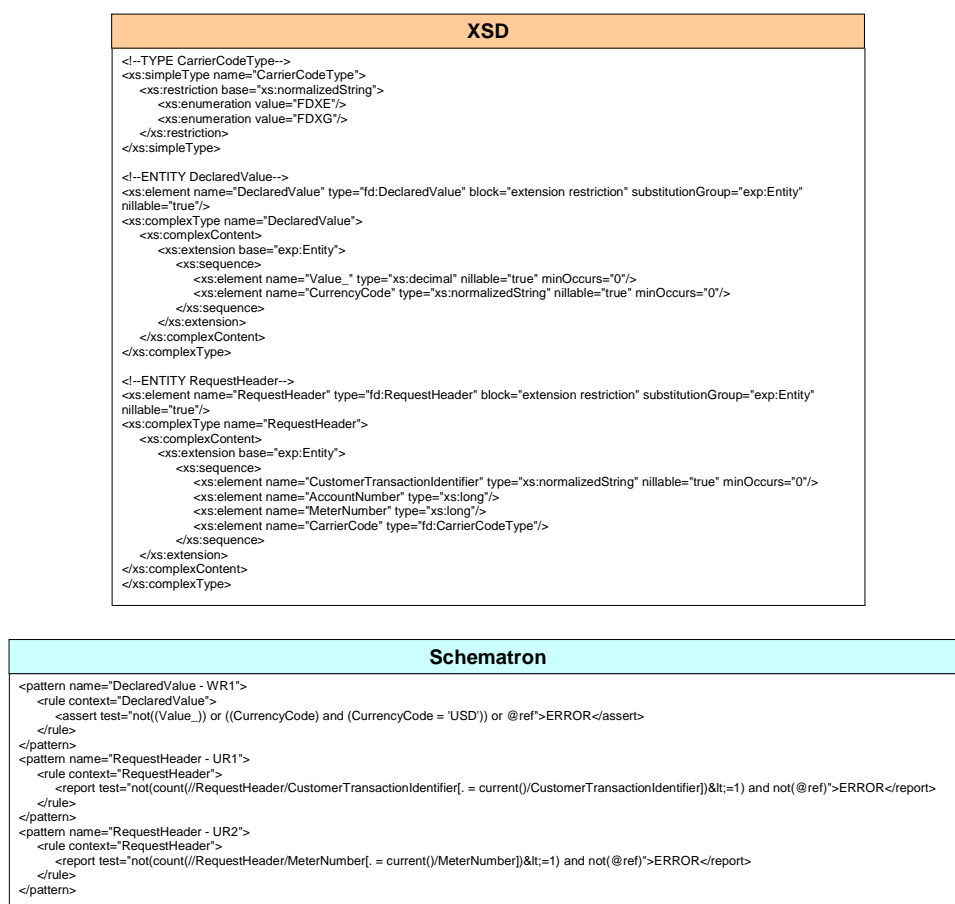 XSD
<!--TYPE CarrierCodeType-->
<xs:simpleType name="CarrierCodeType">
<xs:restriction base="xs:normalizedString">
<xs:enumeration value="FDXE"/>
<xs:enumeration value="FDXG"/>
</xs:restriction>
</xs:simpleType>
<!--ENTITY DeclaredValue-->
<xs:element name="DeclaredValue" type="fd:DeclaredValue" block="extension restriction" substitutionGroup="exp:Entity"
nillable="true"/>
<xs:complexType name="DeclaredValue">
<xs:complexContent>
<xs:extension base="exp:Entity">
<xs:sequence>
<xs:element name="Value_" type="xs:decimal" nillable="true" minOccurs="0"/>
<xs:element name="CurrencyCode" type="xs:normalizedString" nillable="true" minOccurs="0"/>
</xs:sequence>
</xs:extension>
</xs:complexContent>
</xs:complexType>
<!--ENTITY RequestHeader-->
<xs:element name="RequestHeader" type="fd:RequestHeader" block="extension restriction" substitutionGroup="exp:Entity"
nillable="true"/>
<xs:complexType name="RequestHeader">
<xs:complexContent>
<xs:extension base="exp:Entity">
<xs:sequence>
<xs:element name="CustomerTransactionIdentifier" type="xs:normalizedString" nillable="true" minOccurs="0"/>
<xs:element name="AccountNumber" type="xs:long"/>
<xs:element name="MeterNumber" type="xs:long"/>
<xs:element name="CarrierCode" type="fd:CarrierCodeType"/>
</xs:sequence>
</xs:extension>
</xs:complexContent>
</xs:complexType>
Schematron
<pattern name="DeclaredValue - WR1">
<rule context="DeclaredValue">
<assert test="not((Value_)) or ((CurrencyCode) and (CurrencyCode = 'USD')) or @ref">ERROR</assert>
</rule>
</pattern>
<pattern name="RequestHeader - UR1">
<rule context="RequestHeader">
<report test="not(count(//RequestHeader/CustomerTransactionIdentifier[. = current()/CustomerTransactionIdentifier])&lt;=1) and not(@ref)">ERROR</report>
</rule>
</pattern>
<pattern name="RequestHeader - UR2">
<rule context="RequestHeader">
<report test="not(count(//RequestHeader/MeterNumber[. = current()/MeterNumber])&lt;=1) and not(@ref)">ERROR</report>
</rule>
</pattern>